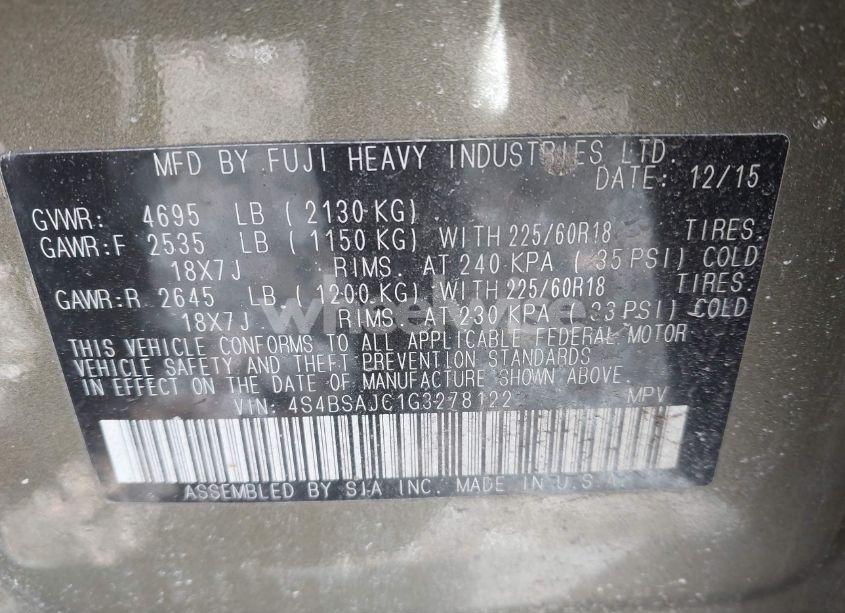 MFD BY FUJI HEAVY INDUSTRIES LTD.
DATE: 12/15
GVWR: 4695 LB ( 2130 KG)
GAWR:F 2535 LB ( 1150 KG) WITH 225/60R18 TIRES.
18X7J RIMS. AT 240 KPA ( 35 PSI) COLD
GAWR:R 2645 LB ( 1200 KG) WITH 225/60R18 TIRES.
18X7J RIMS. AT 230 KPA ( 33 PSI) COLD
THIS VEHICLE CONFORMS TO ALL APPLICABLE FEDERAL MOTOR
VEHICLE SAFETY AND THEFT PREVENTION STANDARDS
IN EFFECT ON THE DATE OF MANUFACTURE SHOWN ABOVE.
VIN: 4S4BSAJC1G3278122 MPV
ASSEMBLED BY SIA INC. MADE IN U.S.A.